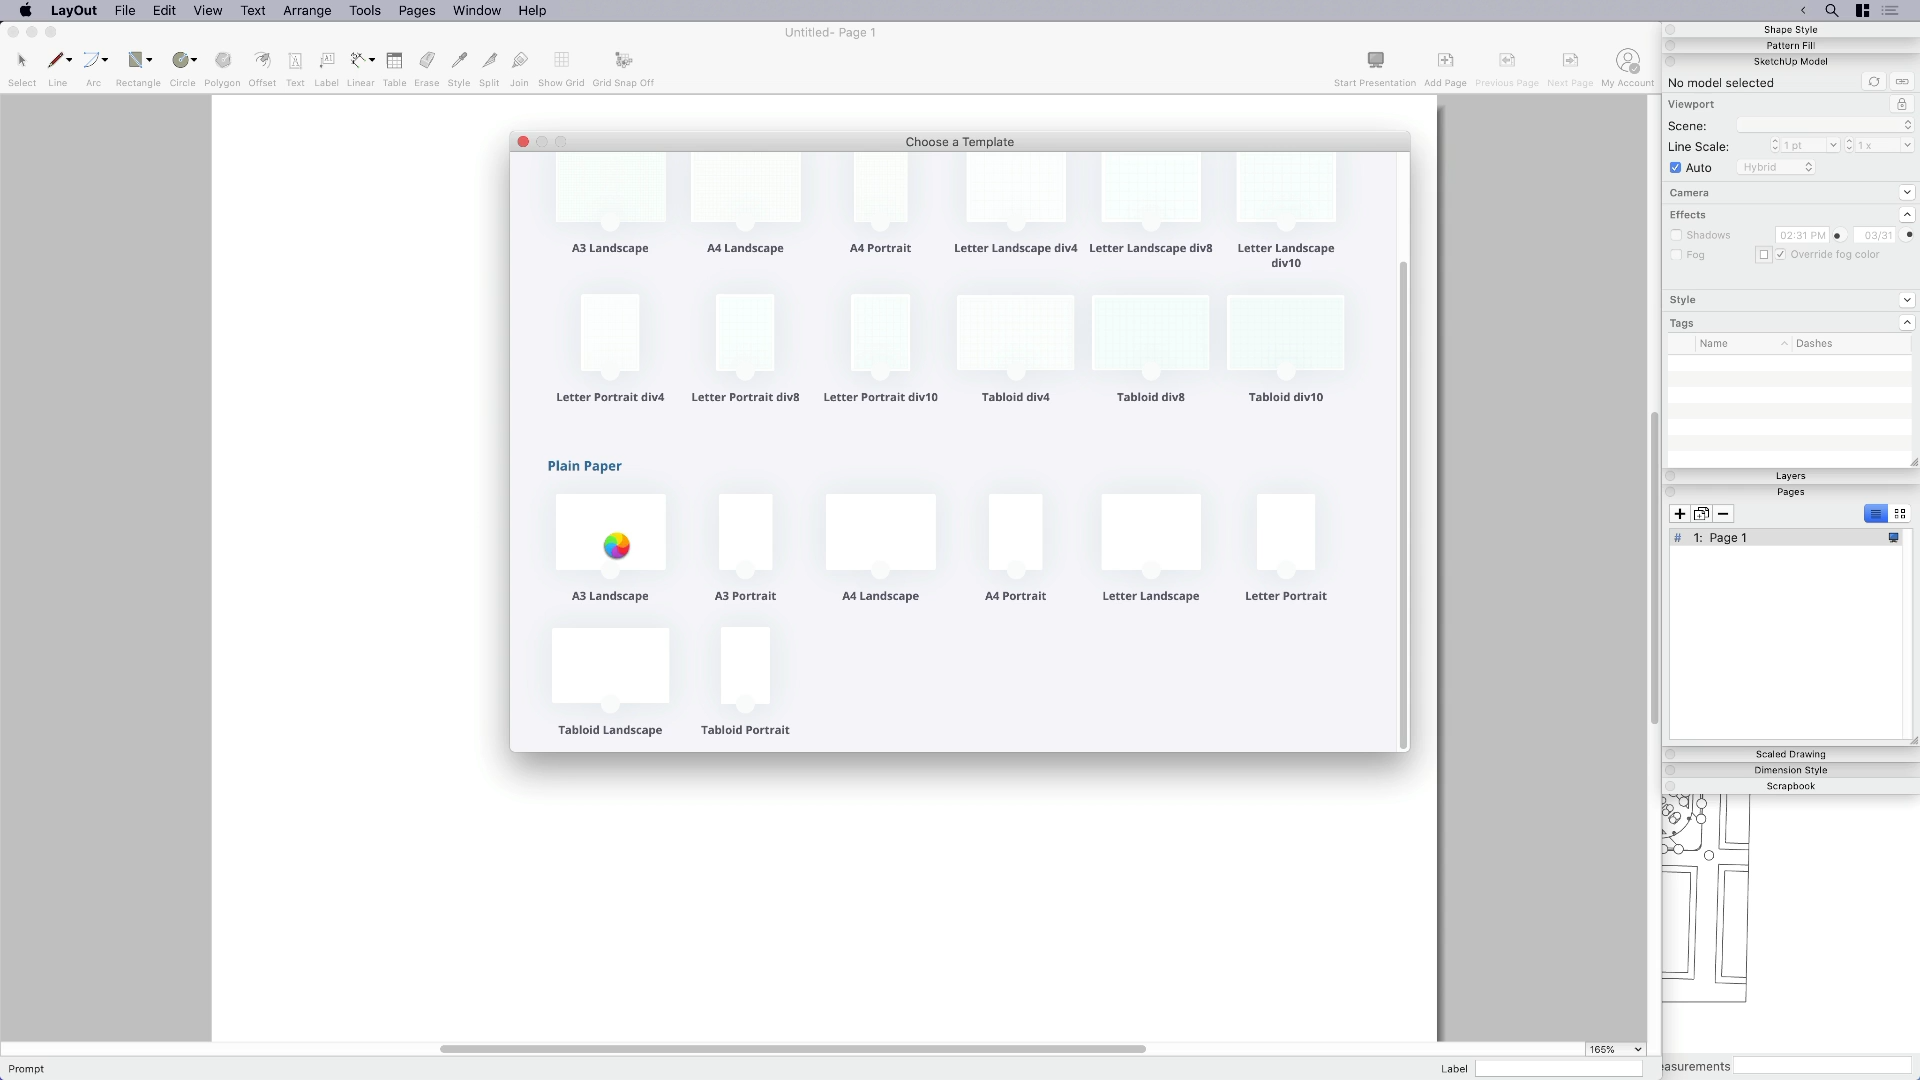 LayOut File Edit View Text Arrange Tools Pages Window Help
Untitled- Page 1
Select Line Arc Rectangle Circle Polygon Offset Text Label Linear Table Erase Style Split Join Show Grid Grid Snap Off
Start Presentation Add Page Previous Page Next Page My Account
Choose a Template
A3 Landscape A4 Landscape A4 Portrait Letter Landscape div4 Letter Landscape div8 Letter Landscape
div10
Letter Portrait div4 Letter Portrait div8 Letter Portrait div10 Tabloid div4 Tabloid div8 Tabloid div10
Plain Paper
A3 Landscape A3 Portrait A4 Landscape A4 Portrait Letter Landscape Letter Portrait
Tabloid Landscape Tabloid Portrait
Shape Style
Pattern Fill
SketchUp Model
No model selected
Viewport
Scene:
Line Scale: 1 pt 1 x
Auto Hybrid
Camera
Effects
Shadows 02:31 PM 03/31
Fog Override fog color
Style
Tags
Name Dashes
Layers
Pages
# 1: Page 1
Scaled Drawing
Dimension Style
Scrapbook
165%
Prompt
Label
easurements